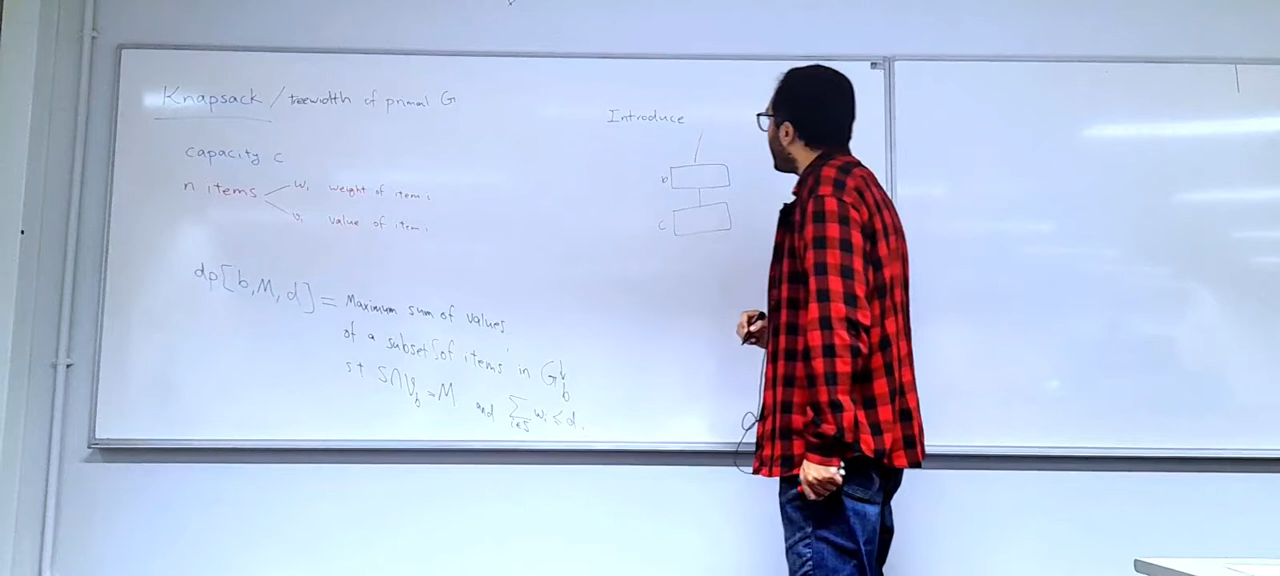 Knapsack / treewidth of primal G
capacity c
n items
wi weight of item i
vi value of item i
dp[b, M, d] = Maximum sum of values
of a subset S of items in G↓b
st S∩Vb = M and ∑i∈S wi ≤ d.
Introduce
b
c